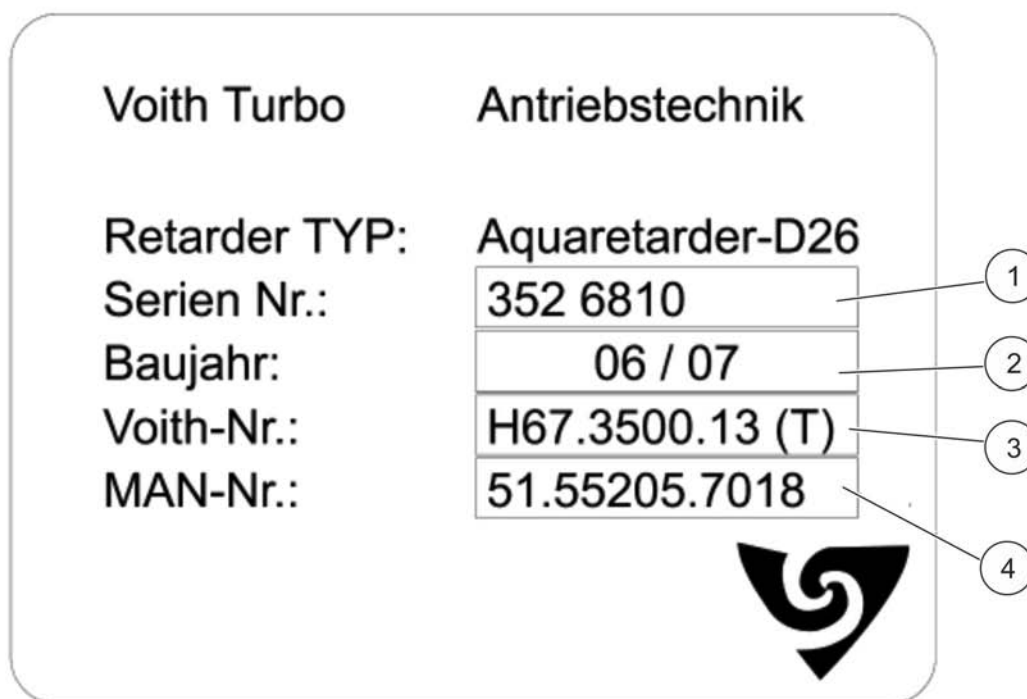 Voith Turbo Antriebstechnik
Retarder TYP: Aquaretarder-D26
Serien Nr.: 352 6810 1
Baujahr: 06 / 07 2
Voith-Nr.: H67.3500.13 (T) 3
MAN-Nr.: 51.55205.7018 4